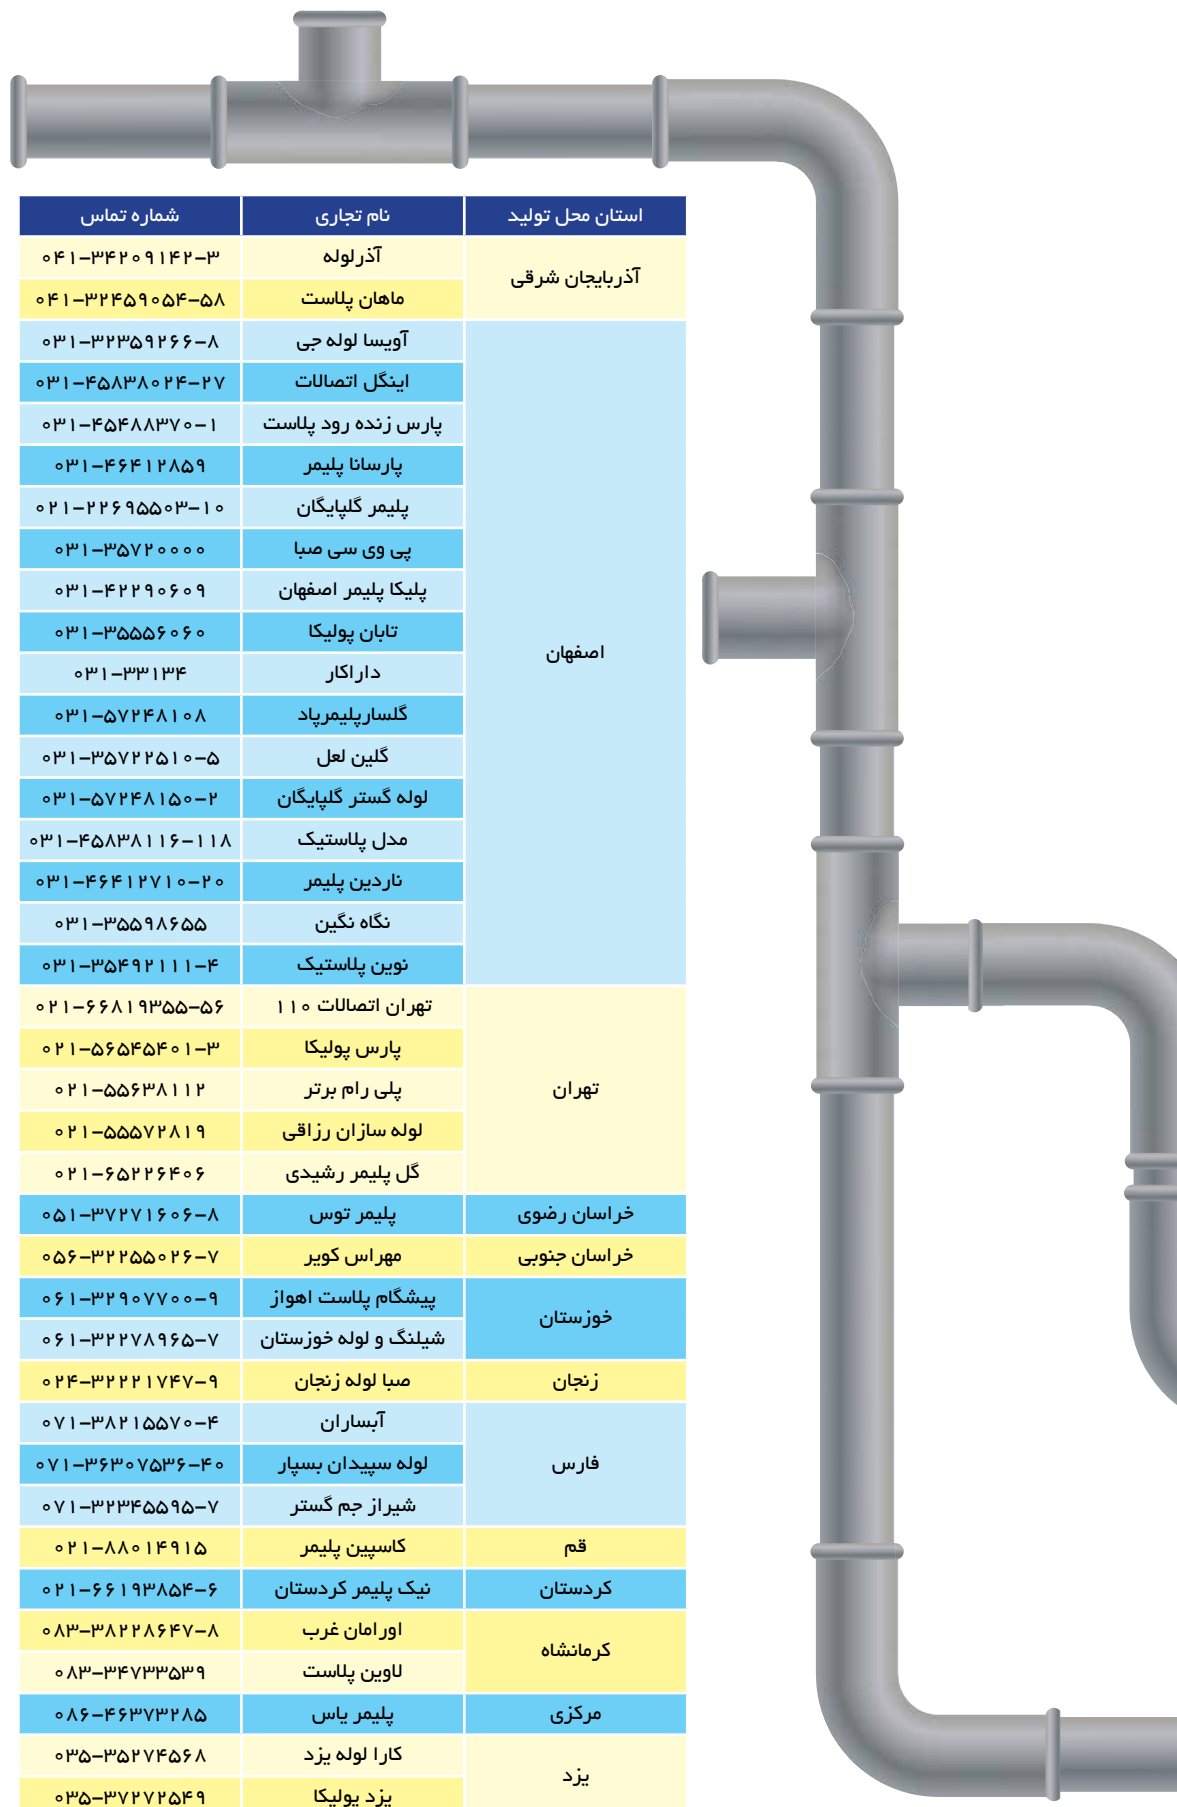 استان محل تولید نام تجاری شماره تماس
آذربایجان شرقی
آذرلوله ۰۴۱-۳۴۲۰۹۱۴۲-۳
ماهان پلاست ۰۴۱-۳۲۴۵۹۰۵۴-۵۸
اصفهان
آویسا لوله جی ۰۳۱-۳۲۳۵۹۲۶۶-۸
اینگل اتصالات ۰۳۱-۴۵۸۳۸۰۲۴-۲۷
پارس زنده رود پلاست ۰۳۱-۴۵۴۸۸۳۷۰-۱
پارسانا پلیمر ۰۳۱-۴۶۴۱۲۸۵۹
پلیمر گلپایگان ۰۲۱-۲۲۶۹۵۵۰۳-۱۰
پی وی سی صبا ۰۳۱-۳۵۷۲۰۰۰۰
پلیکا پلیمر اصفهان ۰۳۱-۴۲۲۹۰۶۰۹
تابان پولیکا ۰۳۱-۳۵۵۵۶۰۶۰
داراکار ۰۳۱-۳۳۱۳۴
گلسارپلیمرپاد ۰۳۱-۵۷۲۴۸۱۰۸
گلین لعل ۰۳۱-۳۵۷۲۲۵۱۰-۵
لوله گستر گلپایگان ۰۳۱-۵۷۲۴۸۱۵۰-۲
مدل پلاستیک ۰۳۱-۴۵۸۳۸۱۱۶-۱۱۸
ناردین پلیمر ۰۳۱-۴۶۴۱۲۷۱۰-۲۰
نگاه نگین ۰۳۱-۳۵۵۹۸۶۵۵
نوین پلاستیک ۰۳۱-۳۵۴۹۲۱۱۱-۴
تهران
تهران اتصالات ۱۱۰ ۰۲۱-۶۶۸۱۹۳۵۵-۵۶
پارس پولیکا ۰۲۱-۵۶۵۴۵۴۰۱-۳
پلی رام برتر ۰۲۱-۵۵۶۳۸۱۱۲
لوله سازان رزاقی ۰۲۱-۵۵۵۷۲۸۱۹
گل پلیمر رشیدی ۰۲۱-۶۵۲۲۶۴۰۶
خراسان رضوی پلیمر توس ۰۵۱-۳۷۲۷۱۶۰۶-۸
خراسان جنوبی مهراس کویر ۰۵۶-۳۲۲۵۵۰۲۶-۷
خوزستان
پیشگام پلاست اهواز ۰۶۱-۳۲۹۰۷۷۰۰-۹
شیلنگ و لوله خوزستان ۰۶۱-۳۲۲۷۸۹۶۵-۷
زنجان صبا لوله زنجان ۰۲۴-۳۲۲۲۱۷۴۷-۹
فارس
آبساران ۰۷۱-۳۸۲۱۵۵۷۰-۴
لوله سپیدان بسپار ۰۷۱-۳۶۳۰۷۵۳۶-۴۰
شیراز جم گستر ۰۷۱-۳۲۳۴۵۵۹۵-۷
قم کاسپین پلیمر ۰۲۱-۸۸۰۱۴۹۱۵
کردستان نیک پلیمر کردستان ۰۲۱-۶۶۱۹۳۸۵۴-۶
کرمانشاه
اورامان غرب ۰۸۳-۳۸۲۲۸۶۴۷-۸
لاوین پلاست ۰۸۳-۳۴۷۳۳۵۳۹
مرکزی پلیمر یاس ۰۸۶-۴۶۳۷۳۲۸۵
یزد
کارا لوله یزد ۰۳۵-۳۵۲۷۴۵۶۸
یزد پولیکا ۰۳۵-۳۷۲۷۲۵۴۹